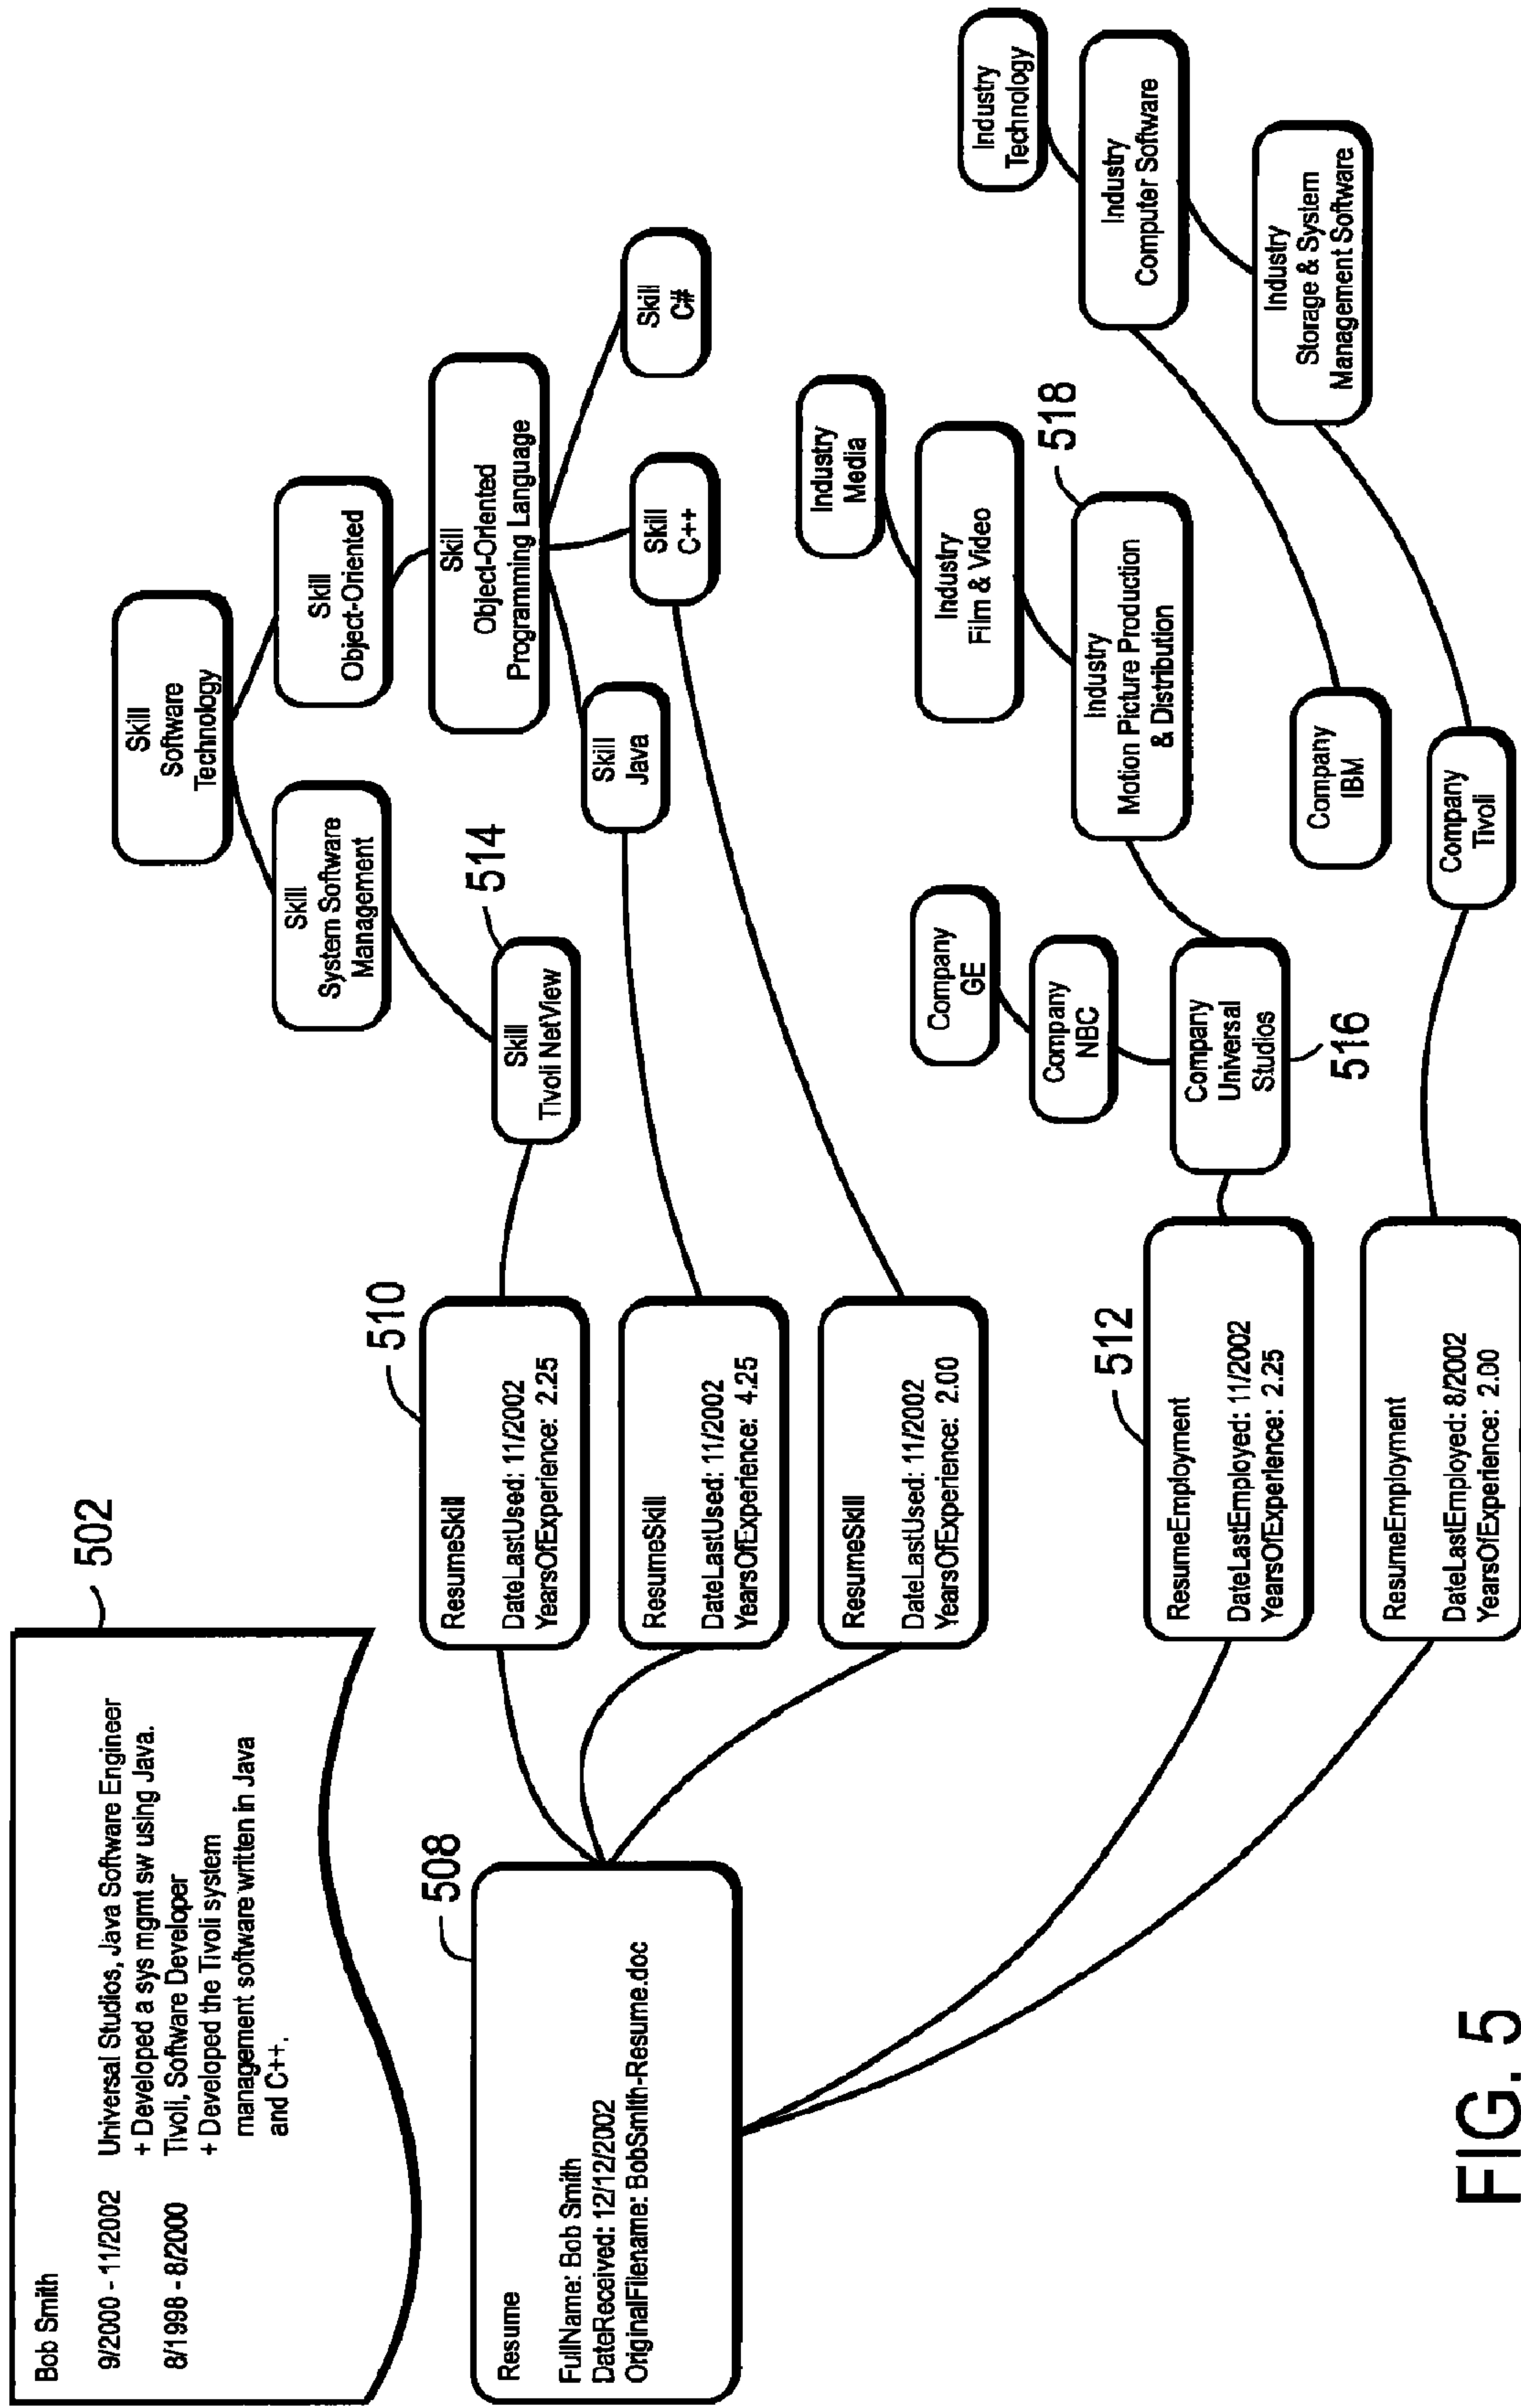 Bob Smith
9/2000 - 11/2002 Universal Studios, Java Software Engineer
+ Developed a sys mgmt sw using Java.
8/1998 - 8/2000 Tivoli, Software Developer
+ Developed the Tivoli system
management software written in Java
and C++.
502
508
Resume
FullName: Bob Smith
DateReceived: 12/12/2002
OriginalFilename: BobSmith-Resume.doc
510
ResumeSkill
DateLastUsed: 11/2002
YearsOfExperience: 2.25
ResumeSkill
DateLastUsed: 11/2002
YearsOfExperience: 4.25
ResumeSkill
DateLastUsed: 11/2002
YearsOfExperience: 2.00
512
ResumeEmployment
DateLastEmployed: 11/2002
YearsOfExperience: 2.25
ResumeEmployment
DateLastEmployed: 8/2002
YearsOfExperience: 2.00
Skill
Software
Technology
Skill
System Software
Management
Skill
Object-Oriented
514
Skill
Tivoli NetView
Skill
Object-Oriented
Programming Language
Skill
Java
Skill
C++
Skill
C#
Company
GE
Company
NBC
Company
Universal
Studios
516
Industry
Media
Industry
Film & Video
518
Industry
Motion Picture Production
& Distribution
Company
IBM
Company
Tivoli
Industry
Technology
Industry
Computer Software
Industry
Storage & System
Management Software
FIG. 5